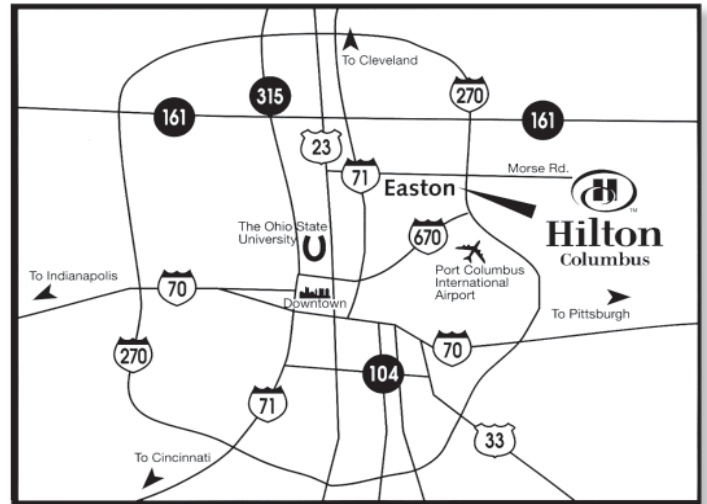 To Cleveland
315
270
161
161
23
71
Morse Rd.
Easton
H
TM
Hilton
Columbus
The Ohio State
University
670
Port Columbus
International
Airport
To Indianapolis
70
Downtown
To Pittsburgh
270
70
104
71
33
To Cincinnati